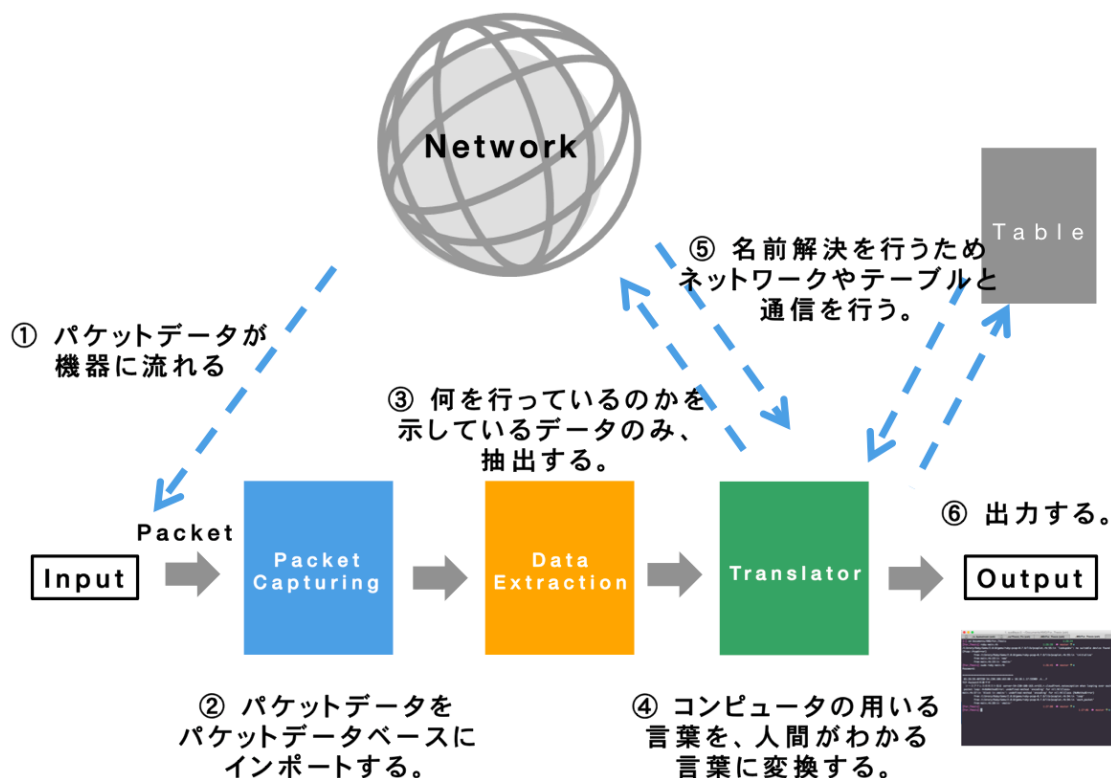 Network
Table
⑤ 名前解決を行うため
ネットワークやテーブルと
通信を行う。
① パケットデータが
機器に流れる
③ 何を行っているのかを
示しているデータのみ、
抽出する。
Packet
Input
Packet
Capturing
Data
Extraction
Translator
⑥ 出力する。
Output
② パケットデータを
パケットデータベースに
インポートする。
④ コンピュータの用いる
言葉を、人間がわかる
言葉に変換する。